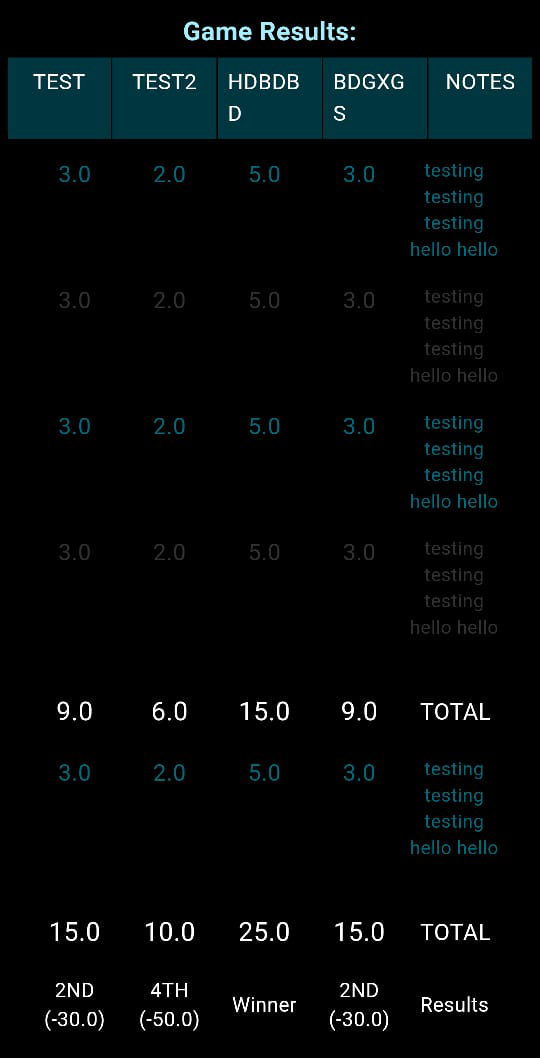 Game Results:
TEST TEST2 HDBDB BDGXG NOTES
D S
3.0 2.0 5.0 3.0 testing
testing
testing
hello hello
3.0 2.0 5.0 3.0 testing
testing
testing
hello hello
3.0 2.0 5.0 3.0 testing
testing
testing
hello hello
3.0 2.0 5.0 3.0 testing
testing
testing
hello hello
9.0 6.0 15.0 9.0 TOTAL
3.0 2.0 5.0 3.0 testing
testing
testing
hello hello
15.0 10.0 25.0 15.0 TOTAL
2ND 4TH Winner 2ND Results
(-30.0) (-50.0) (-30.0)